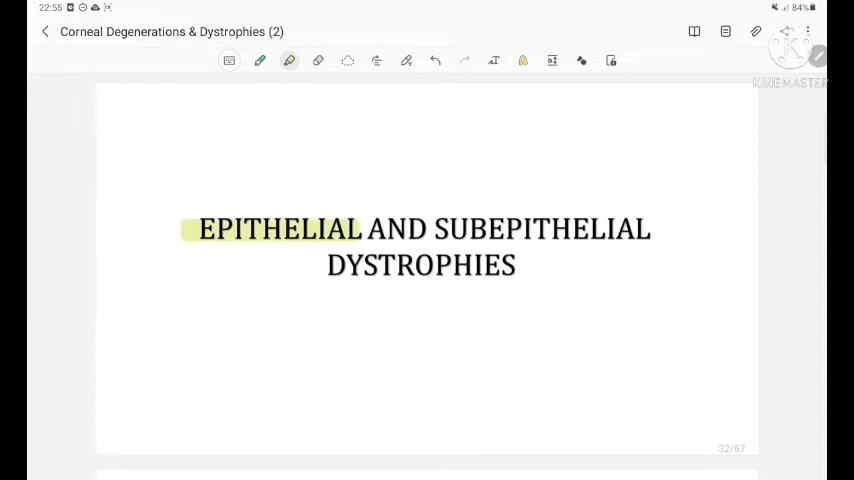 22:55
84%
Corneal Degenerations & Dystrophies (2)
KINEMASTER
EPITHELIAL AND SUBEPITHELIAL
DYSTROPHIES
32/67